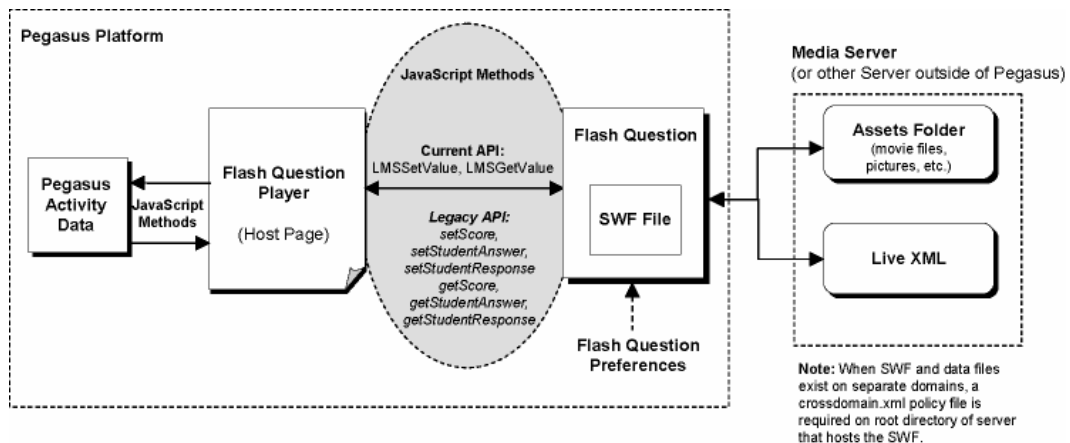 Pegasus Platform
Pegasus
Activity
Data
JavaScript
Methods
Flash Question
Player
(Host Page)
JavaScript Methods
Current API:
LMSSetValue, LMSGetValue
Legacy API:
setScore,
setStudentAnswer,
setStudentResponse
getScore,
getStudentAnswer,
getStudentResponse
Flash Question
SWF File
Flash Question
Preferences
Media Server
(or other Server outside of Pegasus)
Assets Folder
(movie files,
pictures, etc.)
Live XML
Note: When SWF and data files
exist on separate domains, a
crossdomain.xml policy file is
required on root directory of server
that hosts the SWF.